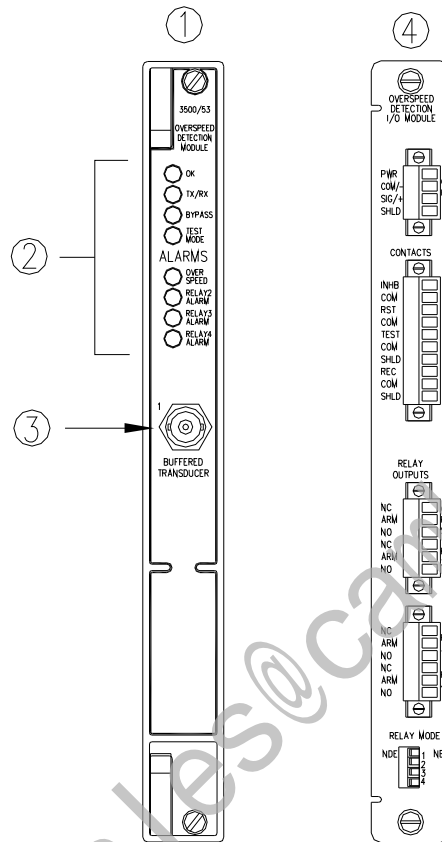 ①
④
3500/53
OVERSPEED
DETECTION
MODULE
OK
TX/RX
BYPASS
TEST
MODE
ALARMS
OVER
SPEED
RELAY2
ALARM
RELAY3
ALARM
RELAY4
ALARM
②
③
1
BUFFERED
TRANSDUCER
OVERSPEED
DETECTION
I/O MODULE
PWR
COM/-
SIG/+
SHLD
CONTACTS
INHB
COM
RST
COM
TEST
COM
SHLD
REC
COM
SHLD
RELAY
OUTPUTS
NC
ARM
NO
NC
ARM
NO
NC
ARM
NO
NC
ARM
NO
RELAY MODE
NDE
1
2
3
4
les@cam